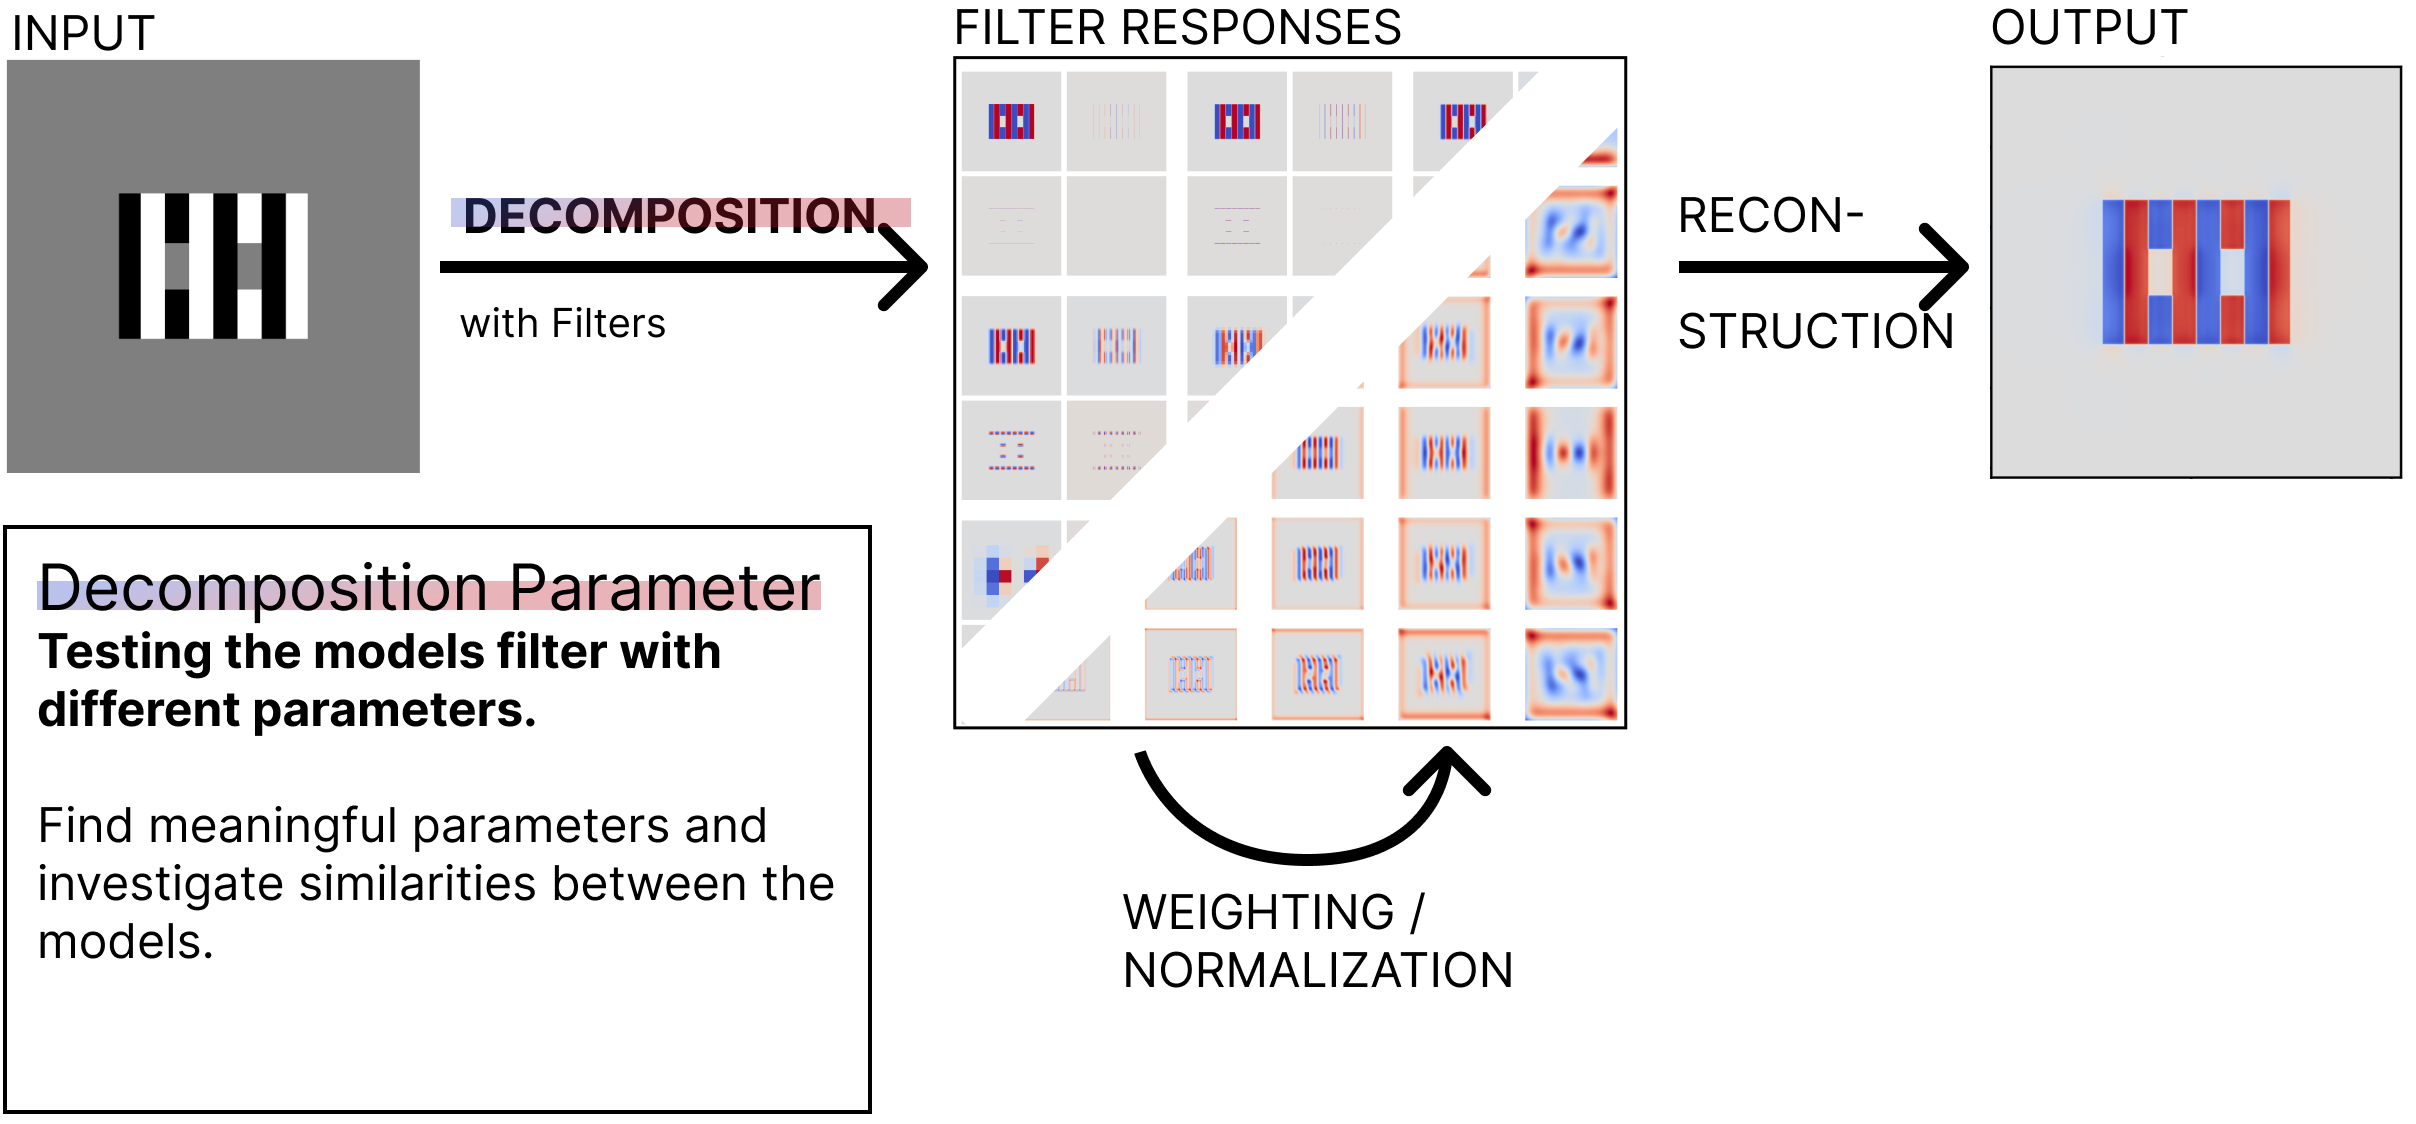 INPUT
DECOMPOSITION
with Filters
FILTER RESPONSES
RECON-
STRUCTION
OUTPUT
Decomposition Parameter
Testing the models filter with
different parameters.
Find meaningful parameters and
investigate similarities between the
models.
WEIGHTING /
NORMALIZATION